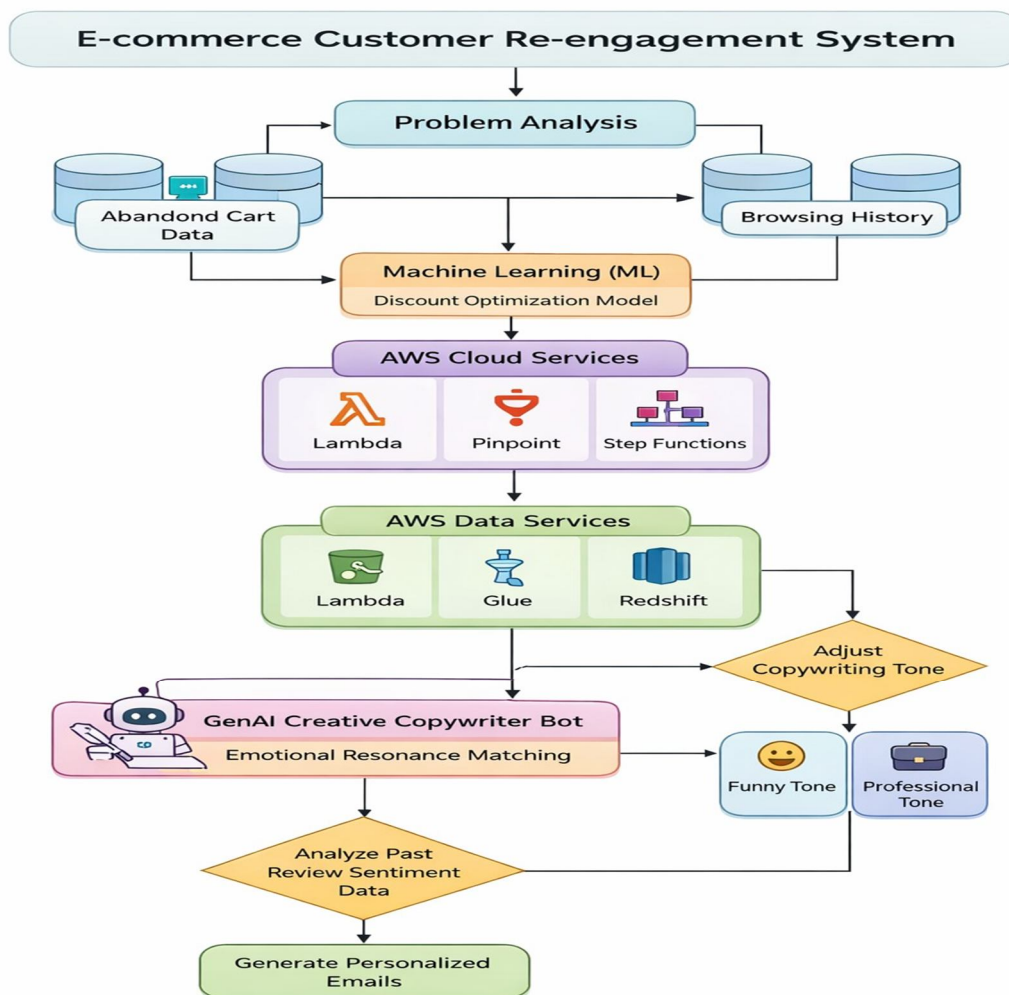 E-commerce Customer Re-engagement System
Problem Analysis
Abandond Cart
Data
Browsing History
Machine Learning (ML)
Discount Optimization Model
AWS Cloud Services
Lambda
Pinpoint
Step Functions
AWS Data Services
Lambda
Glue
Redshift
Adjust
Copywriting Tone
GenAI Creative Copywriter Bot
Emotional Resonance Matching
Funny Tone
Professional
Tone
Analyze Past
Review Sentiment
Data
Generate Personalized
Emails